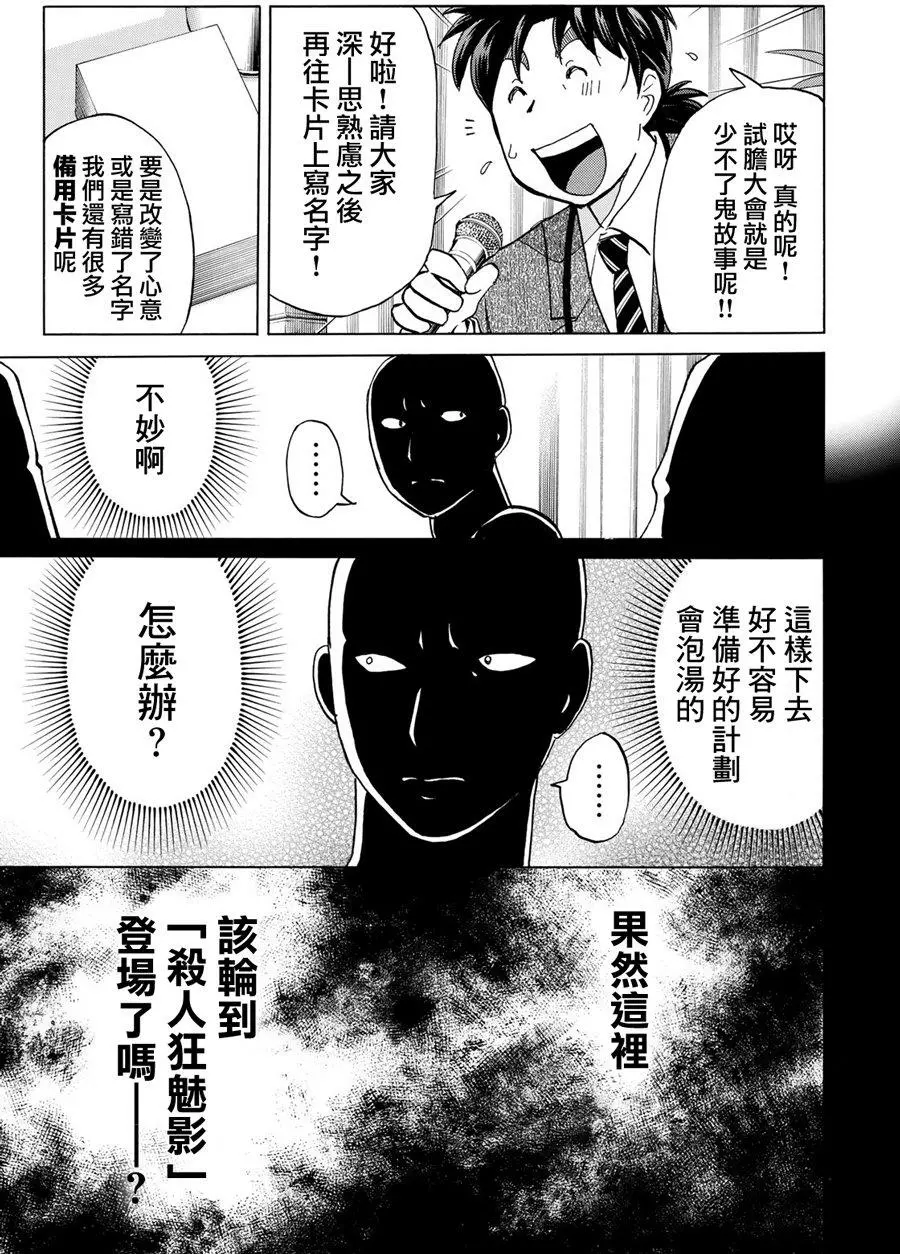 哎呀 真的呢！
試膽大會就是
少不了鬼故事呢!!
好啦！請大家
深—思熟慮之後
再往卡片上寫名字！
要是改變了心意
或是寫錯了名字
我們還有很多
備用卡片呢
……
不妙啊
這樣下去
好不容易
準備好的計劃
會泡湯的
……
怎麼辦？
果然這裡
該輪到
「殺人狂魅影」
登場了嗎——？